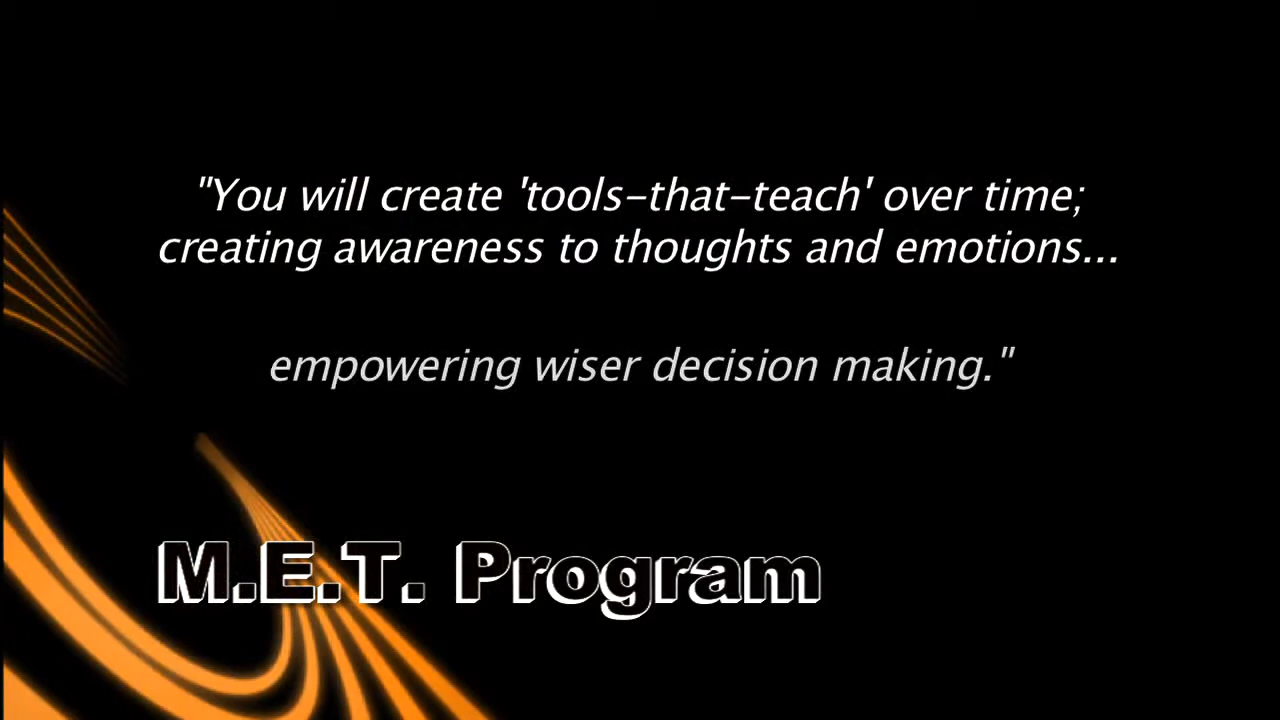 "You will create 'tools-that-teach' over time;
creating awareness to thoughts and emotions...
empowering wiser decision making."
M.E.T. Program